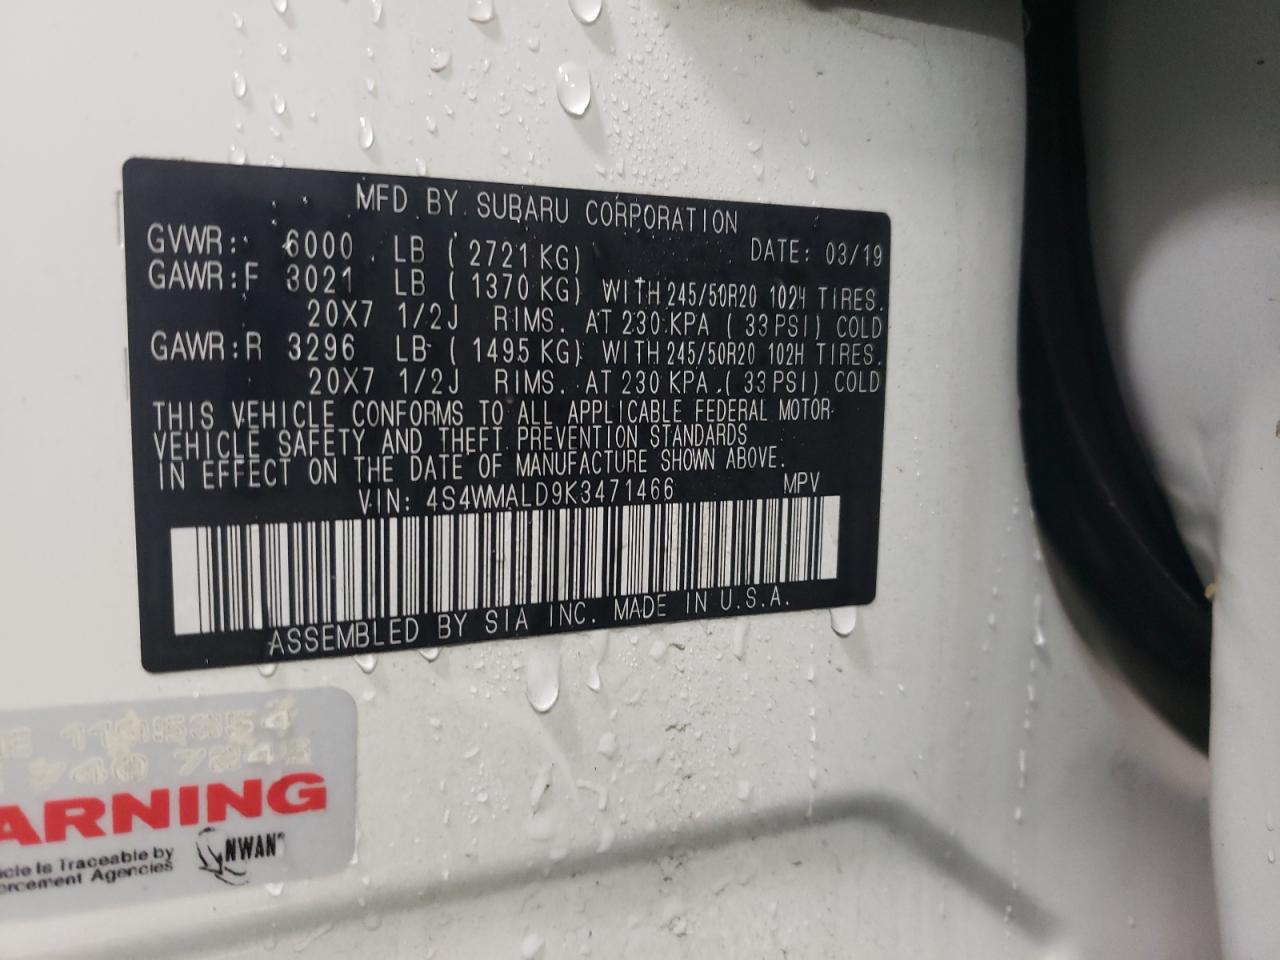 MFD BY SUBARU CORPORATION
GVWR: 6000 LB ( 2721 KG) DATE: 03/19
GAWR:F 3021 LB ( 1370 KG) WITH 245/50R20 102H TIRES.
20X7 1/2J RIMS. AT 230 KPA ( 33 PSI) COLD
GAWR:R 3296 LB ( 1495 KG) WITH 245/50R20 102H TIRES.
20X7 1/2J RIMS. AT 230 KPA ( 33 PSI) COLD
THIS VEHICLE CONFORMS TO ALL APPLICABLE FEDERAL MOTOR
VEHICLE SAFETY AND THEFT PREVENTION STANDARDS
IN EFFECT ON THE DATE OF MANUFACTURE SHOWN ABOVE.
VIN: 4S4WMALD9K3471466 MPV
ASSEMBLED BY SIA INC. MADE IN U.S.A.
ARNING
icle Is Traceable by
orcement Agencies
NWAN